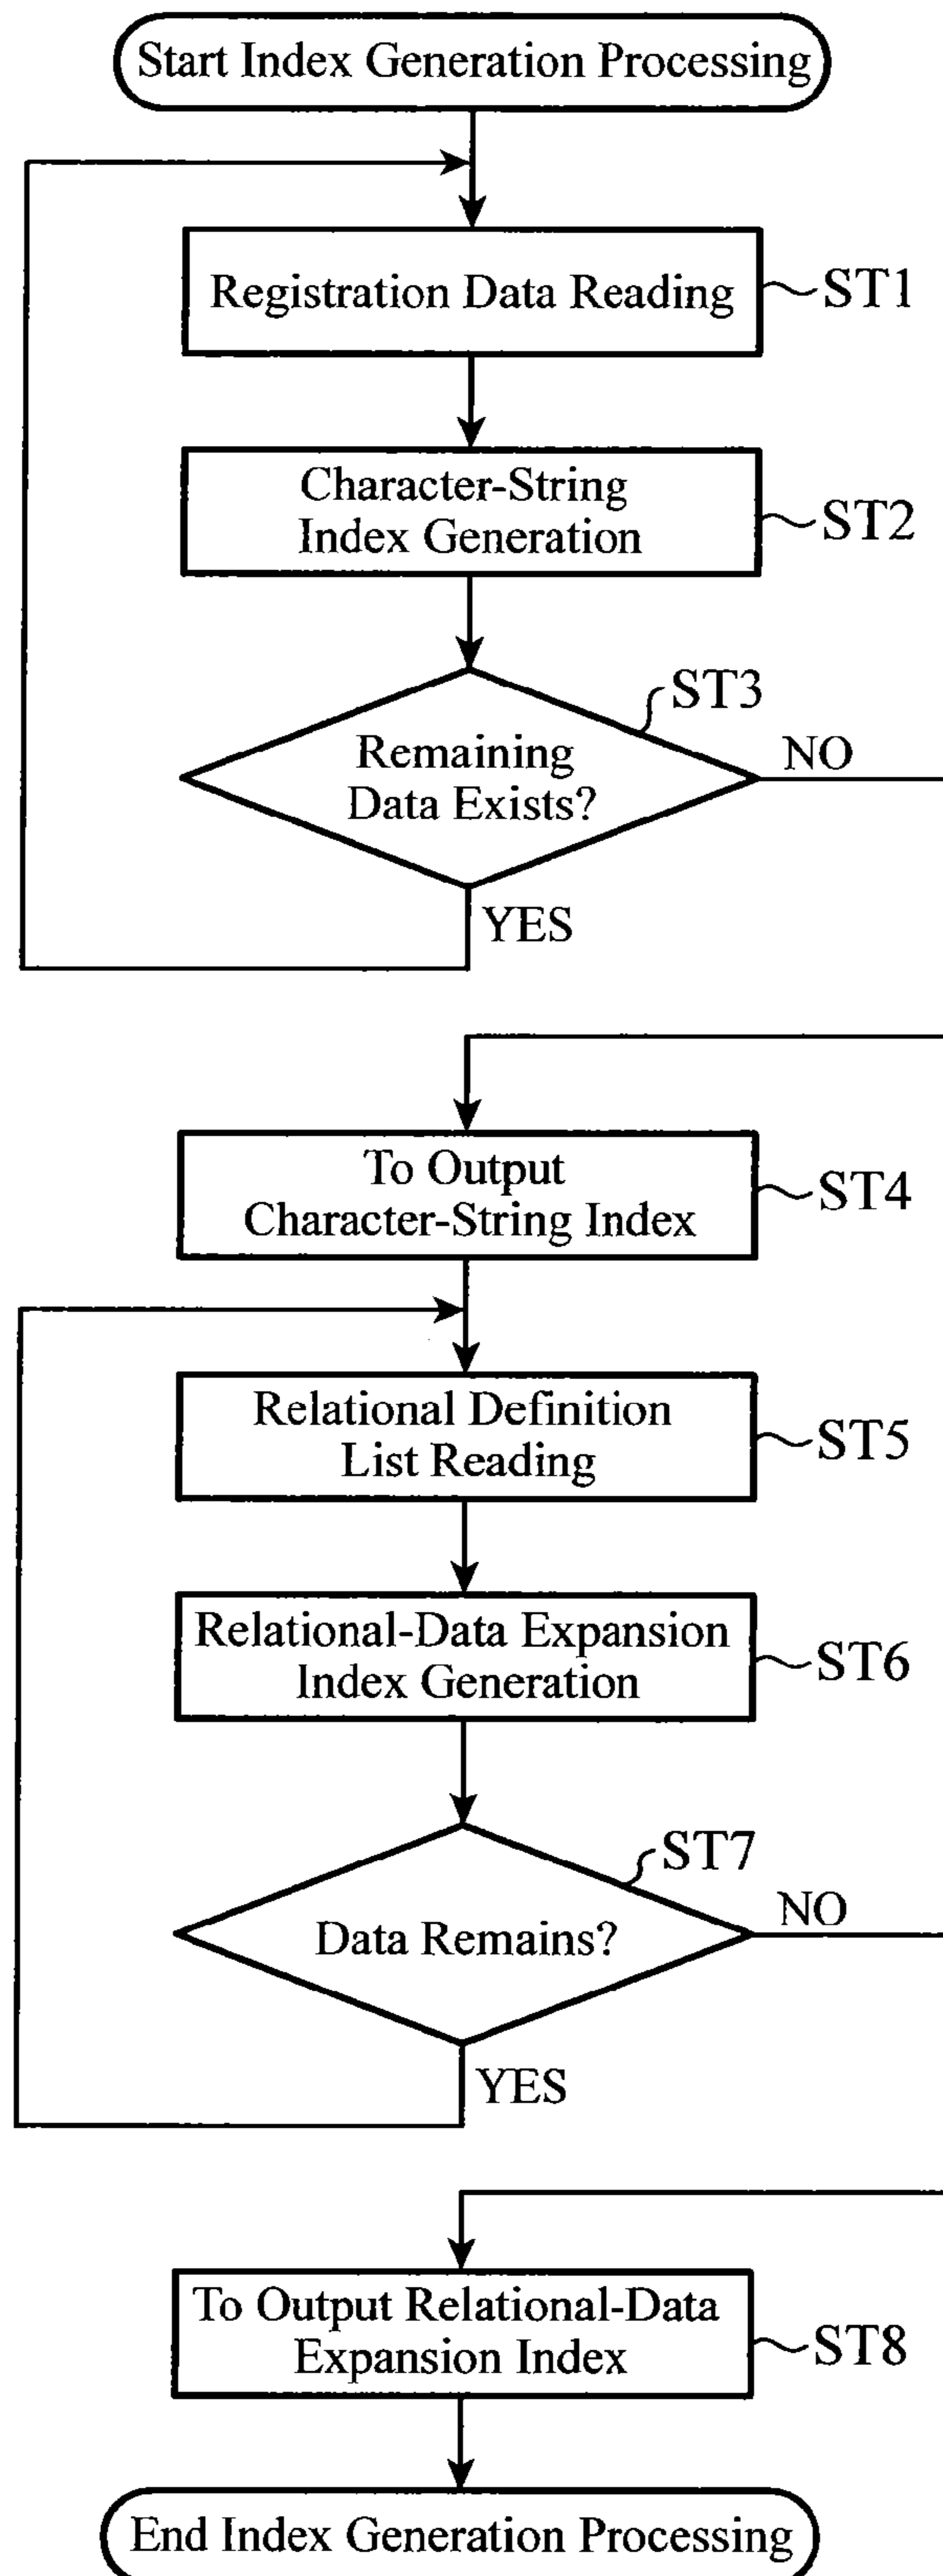 Start Index Generation Processing
Registration Data Reading
ST1
Character-String
Index Generation
ST2
ST3
Remaining
Data Exists?
NO
YES
To Output
Character-String Index
ST4
Relational Definition
List Reading
ST5
Relational-Data Expansion
Index Generation
ST6
ST7
Data Remains?
NO
YES
To Output Relational-Data
Expansion Index
ST8
End Index Generation Processing